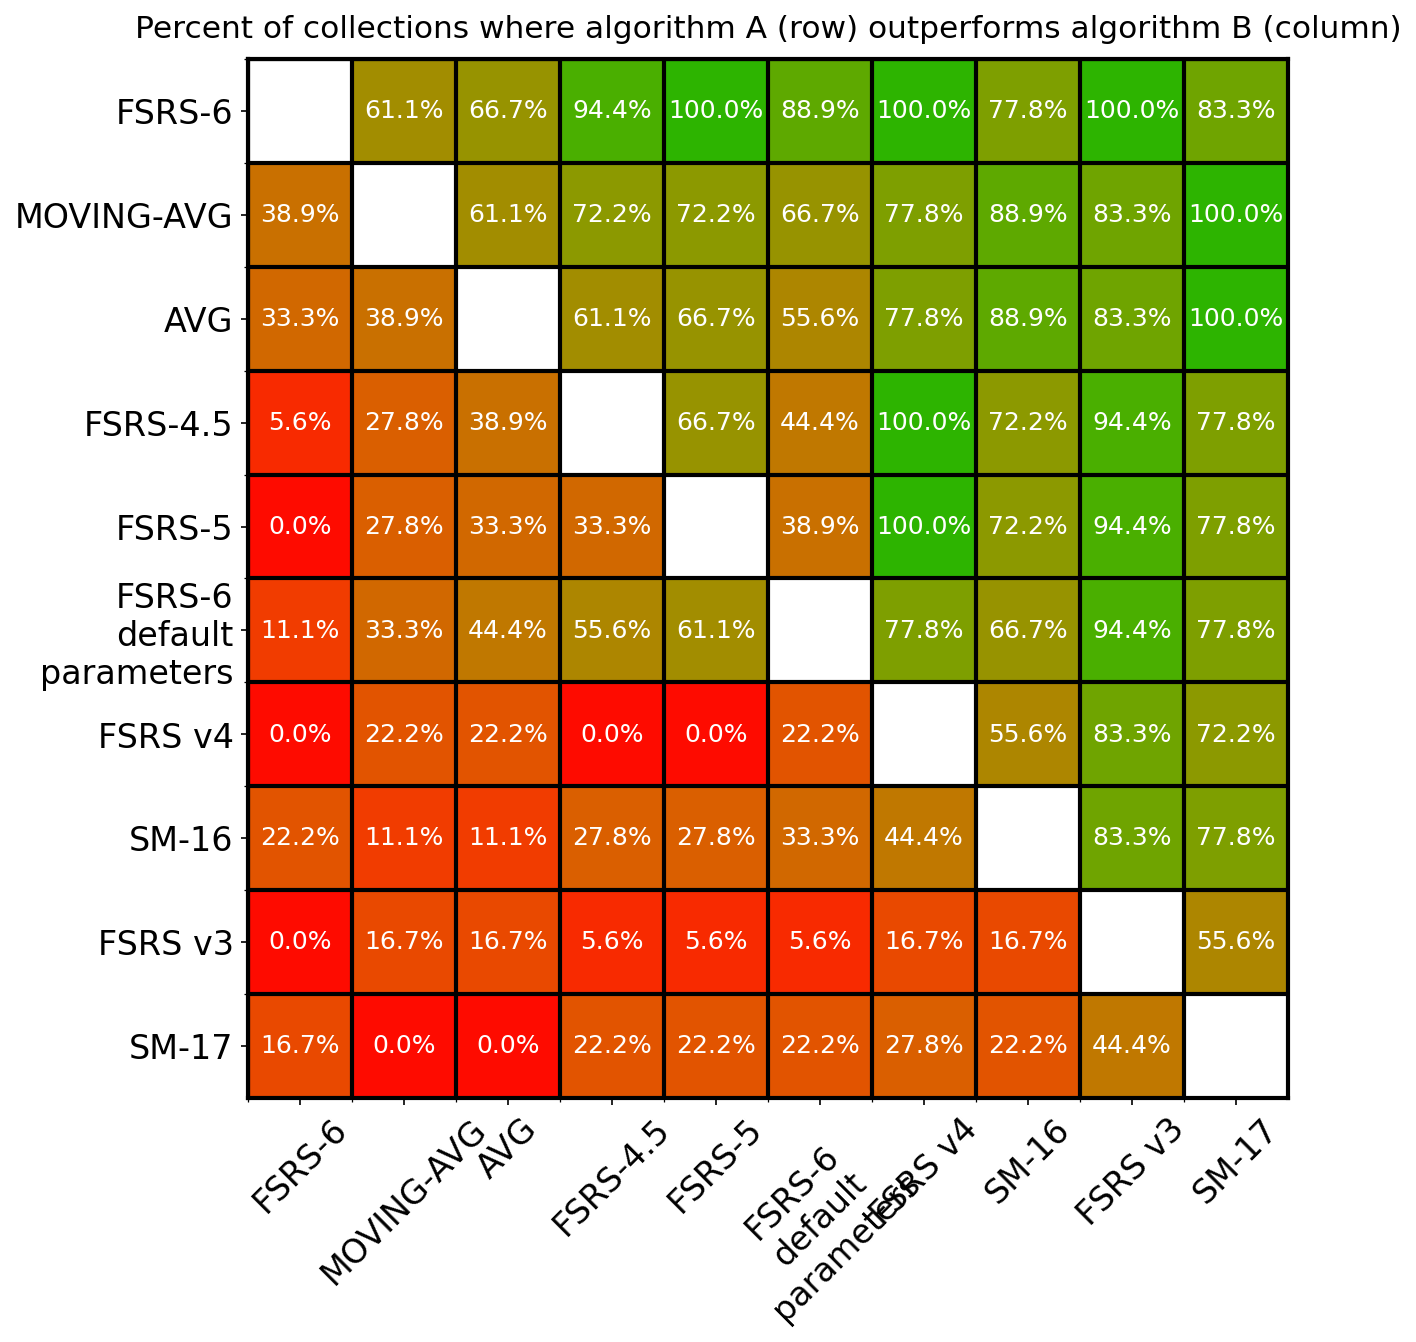 Percent of collections where algorithm A (row) outperforms algorithm B (column)
FSRS-6 61.1% 66.7% 94.4% 100.0% 88.9% 100.0% 77.8% 100.0% 83.3%
MOVING-AVG 38.9% 61.1% 72.2% 72.2% 66.7% 77.8% 88.9% 83.3% 100.0%
AVG 33.3% 38.9% 61.1% 66.7% 55.6% 77.8% 88.9% 83.3% 100.0%
FSRS-4.5 5.6% 27.8% 38.9% 66.7% 44.4% 100.0% 72.2% 94.4% 77.8%
FSRS-5 0.0% 27.8% 33.3% 33.3% 38.9% 100.0% 72.2% 94.4% 77.8%
FSRS-6
default
parameters
11.1% 33.3% 44.4% 55.6% 61.1% 77.8% 66.7% 94.4% 77.8%
FSRS v4 0.0% 22.2% 22.2% 0.0% 0.0% 22.2% 55.6% 83.3% 72.2%
SM-16 22.2% 11.1% 11.1% 27.8% 27.8% 33.3% 44.4% 83.3% 77.8%
FSRS v3 0.0% 16.7% 16.7% 5.6% 5.6% 5.6% 16.7% 16.7% 55.6%
SM-17 16.7% 0.0% 0.0% 22.2% 22.2% 22.2% 27.8% 22.2% 44.4%
FSRS-6
MOVING-AVG
AVG
FSRS-4.5
FSRS-5
FSRS-6
default
parameters
FSRS v4
SM-16
FSRS v3
SM-17